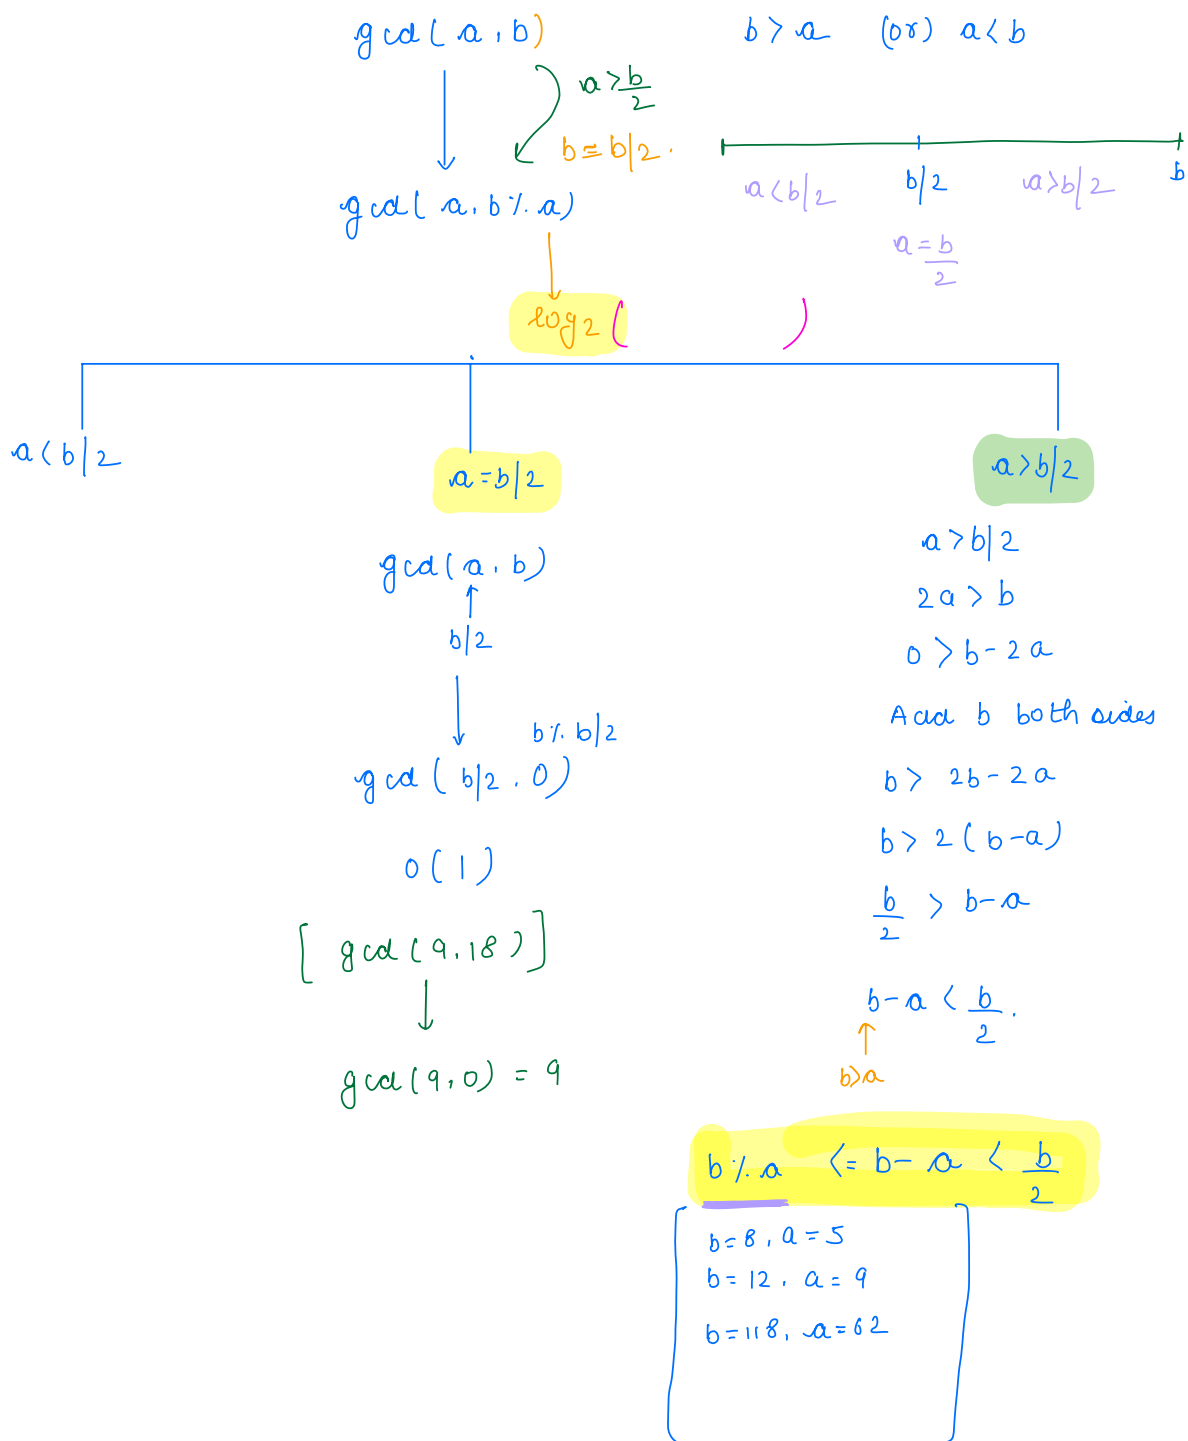 gcd(a,b)
b>a (or) a<b
a>b/2
b≡b/2.
a<b/2 b/2 a>b/2 b
gcd(a,b%a)
a=b/2
log2( )
a<b/2 a=b/2 a>b/2
gcd(a,b)
b/2
b%b/2
gcd(b/2,0)
O(1)
[gcd(9,18)]
gcd(9,0)=9
a>b/2
2a>b
0>b-2a
Add b both sides
b> 2b-2a
b>2(b-a)
b/2 > b-a
b-a < b/2.
b>a
b%a <= b-a < b/2
b=8, a=5
b=12, a=9
b=118, a=62